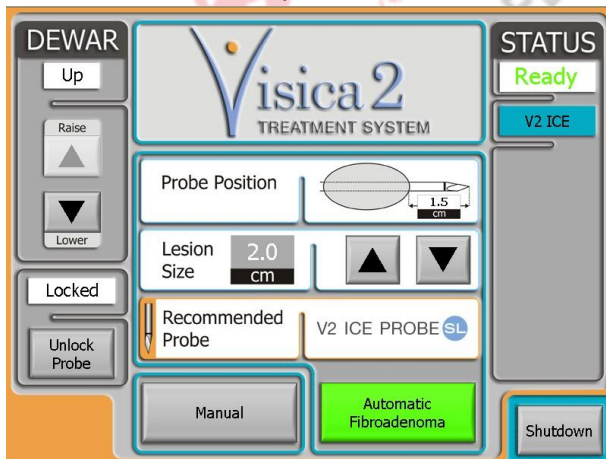 DEWAR
Up
Raise
Lower
Locked
Unlock
Probe
Visica 2
TREATMENT SYSTEM
Probe Position
1.5
cm
Lesion
Size
2.0
cm
Recommended
Probe
V2 ICE PROBE SL
Manual
Automatic
Fibroadenoma
STATUS
Ready
V2 ICE
Shutdown